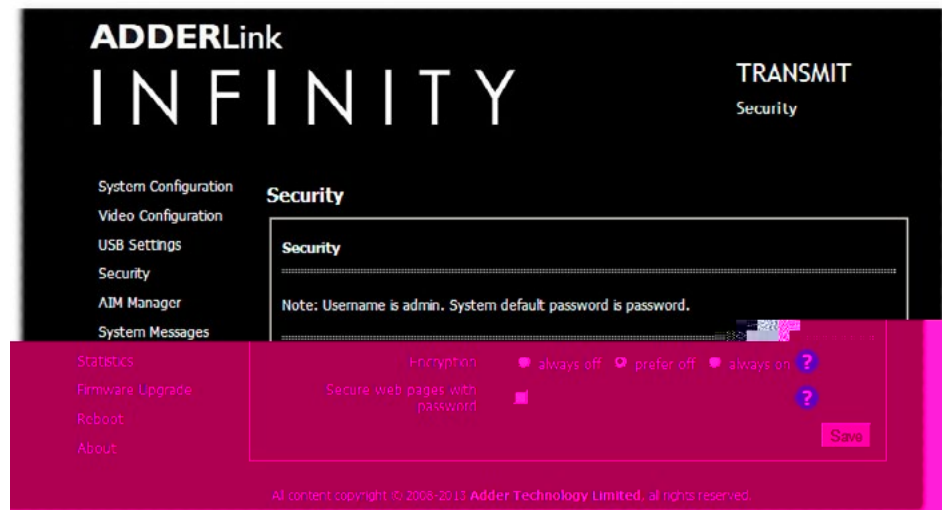 ADDERLink
INFINITY
TRANSMIT
Security
System Configuration
Video Configuration
USB Settings
Security
AIM Manager
System Messages
Statistics
Firmware Upgrade
Reboot
About
Security
Security
Note: Username is admin. System default password is password.
Encryption always off prefer off always on ?
Secure web pages with
password ?
Save
All content copyright © 2008-2013 Adder Technology Limited, all rights reserved.